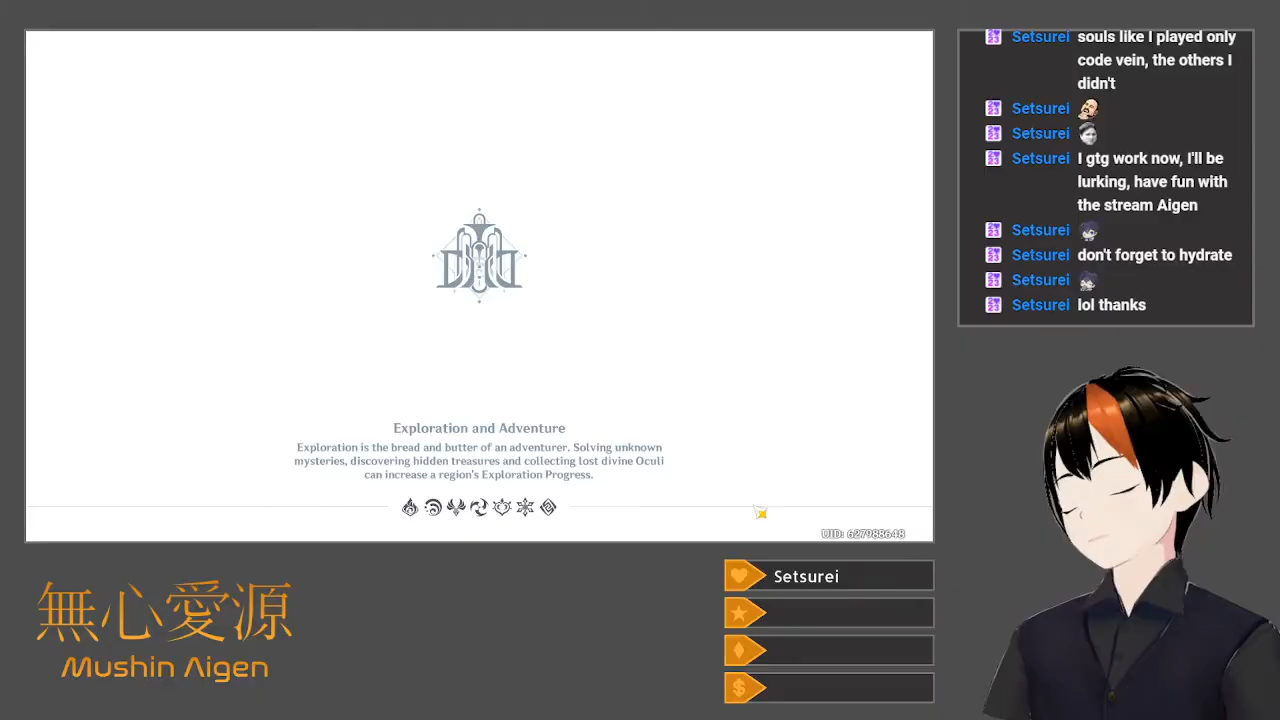 Setsurei souls like I played only
code vein, the others I
didn't
Setsurei
Setsurei
Setsurei I gtg work now, I'll be
lurking, have fun with
the stream Aigen
Setsurei
Setsurei don't forget to hydrate
Setsurei
Setsurei lol thanks
Exploration and Adventure
Exploration is the bread and butter of an adventurer. Solving unknown
mysteries, discovering hidden treasures and collecting lost divine Oculi
can increase a region's Exploration Progress.
UID: 627988648
Setsurei
無心愛源
Mushin Aigen